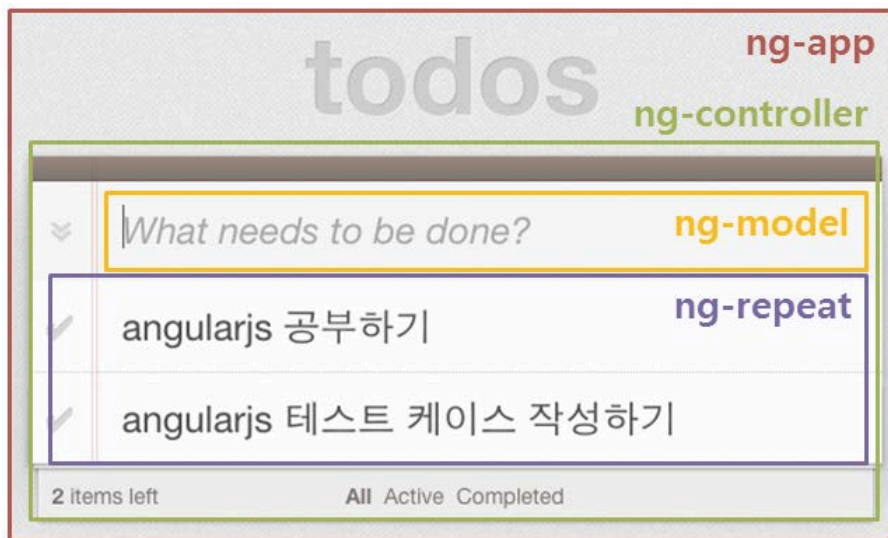 ng-app
todos
ng-controller
What needs to be done? ng-model
ng-repeat
angularjs 공부하기
angularjs 테스트 케이스 작성하기
2 items left All Active Completed